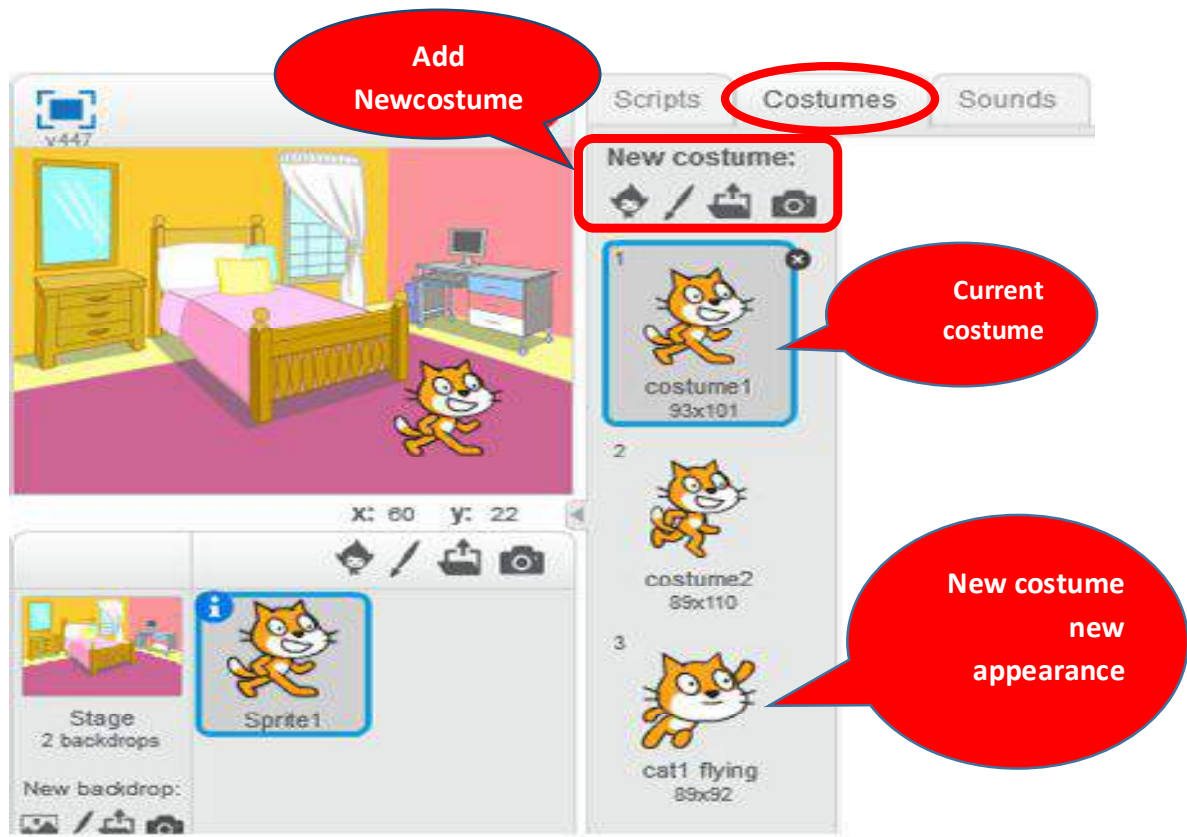 Add
Newcostume
Scripts
Costumes
Sounds
v447
New costume:
1
costume1
93x101
Current
costume
2
costume2
89x110
New costume
new
appearance
3
cat1 flying
89x92
x: 60 y: 22
Stage
2 backdrops
New backdrop:
Sprite1